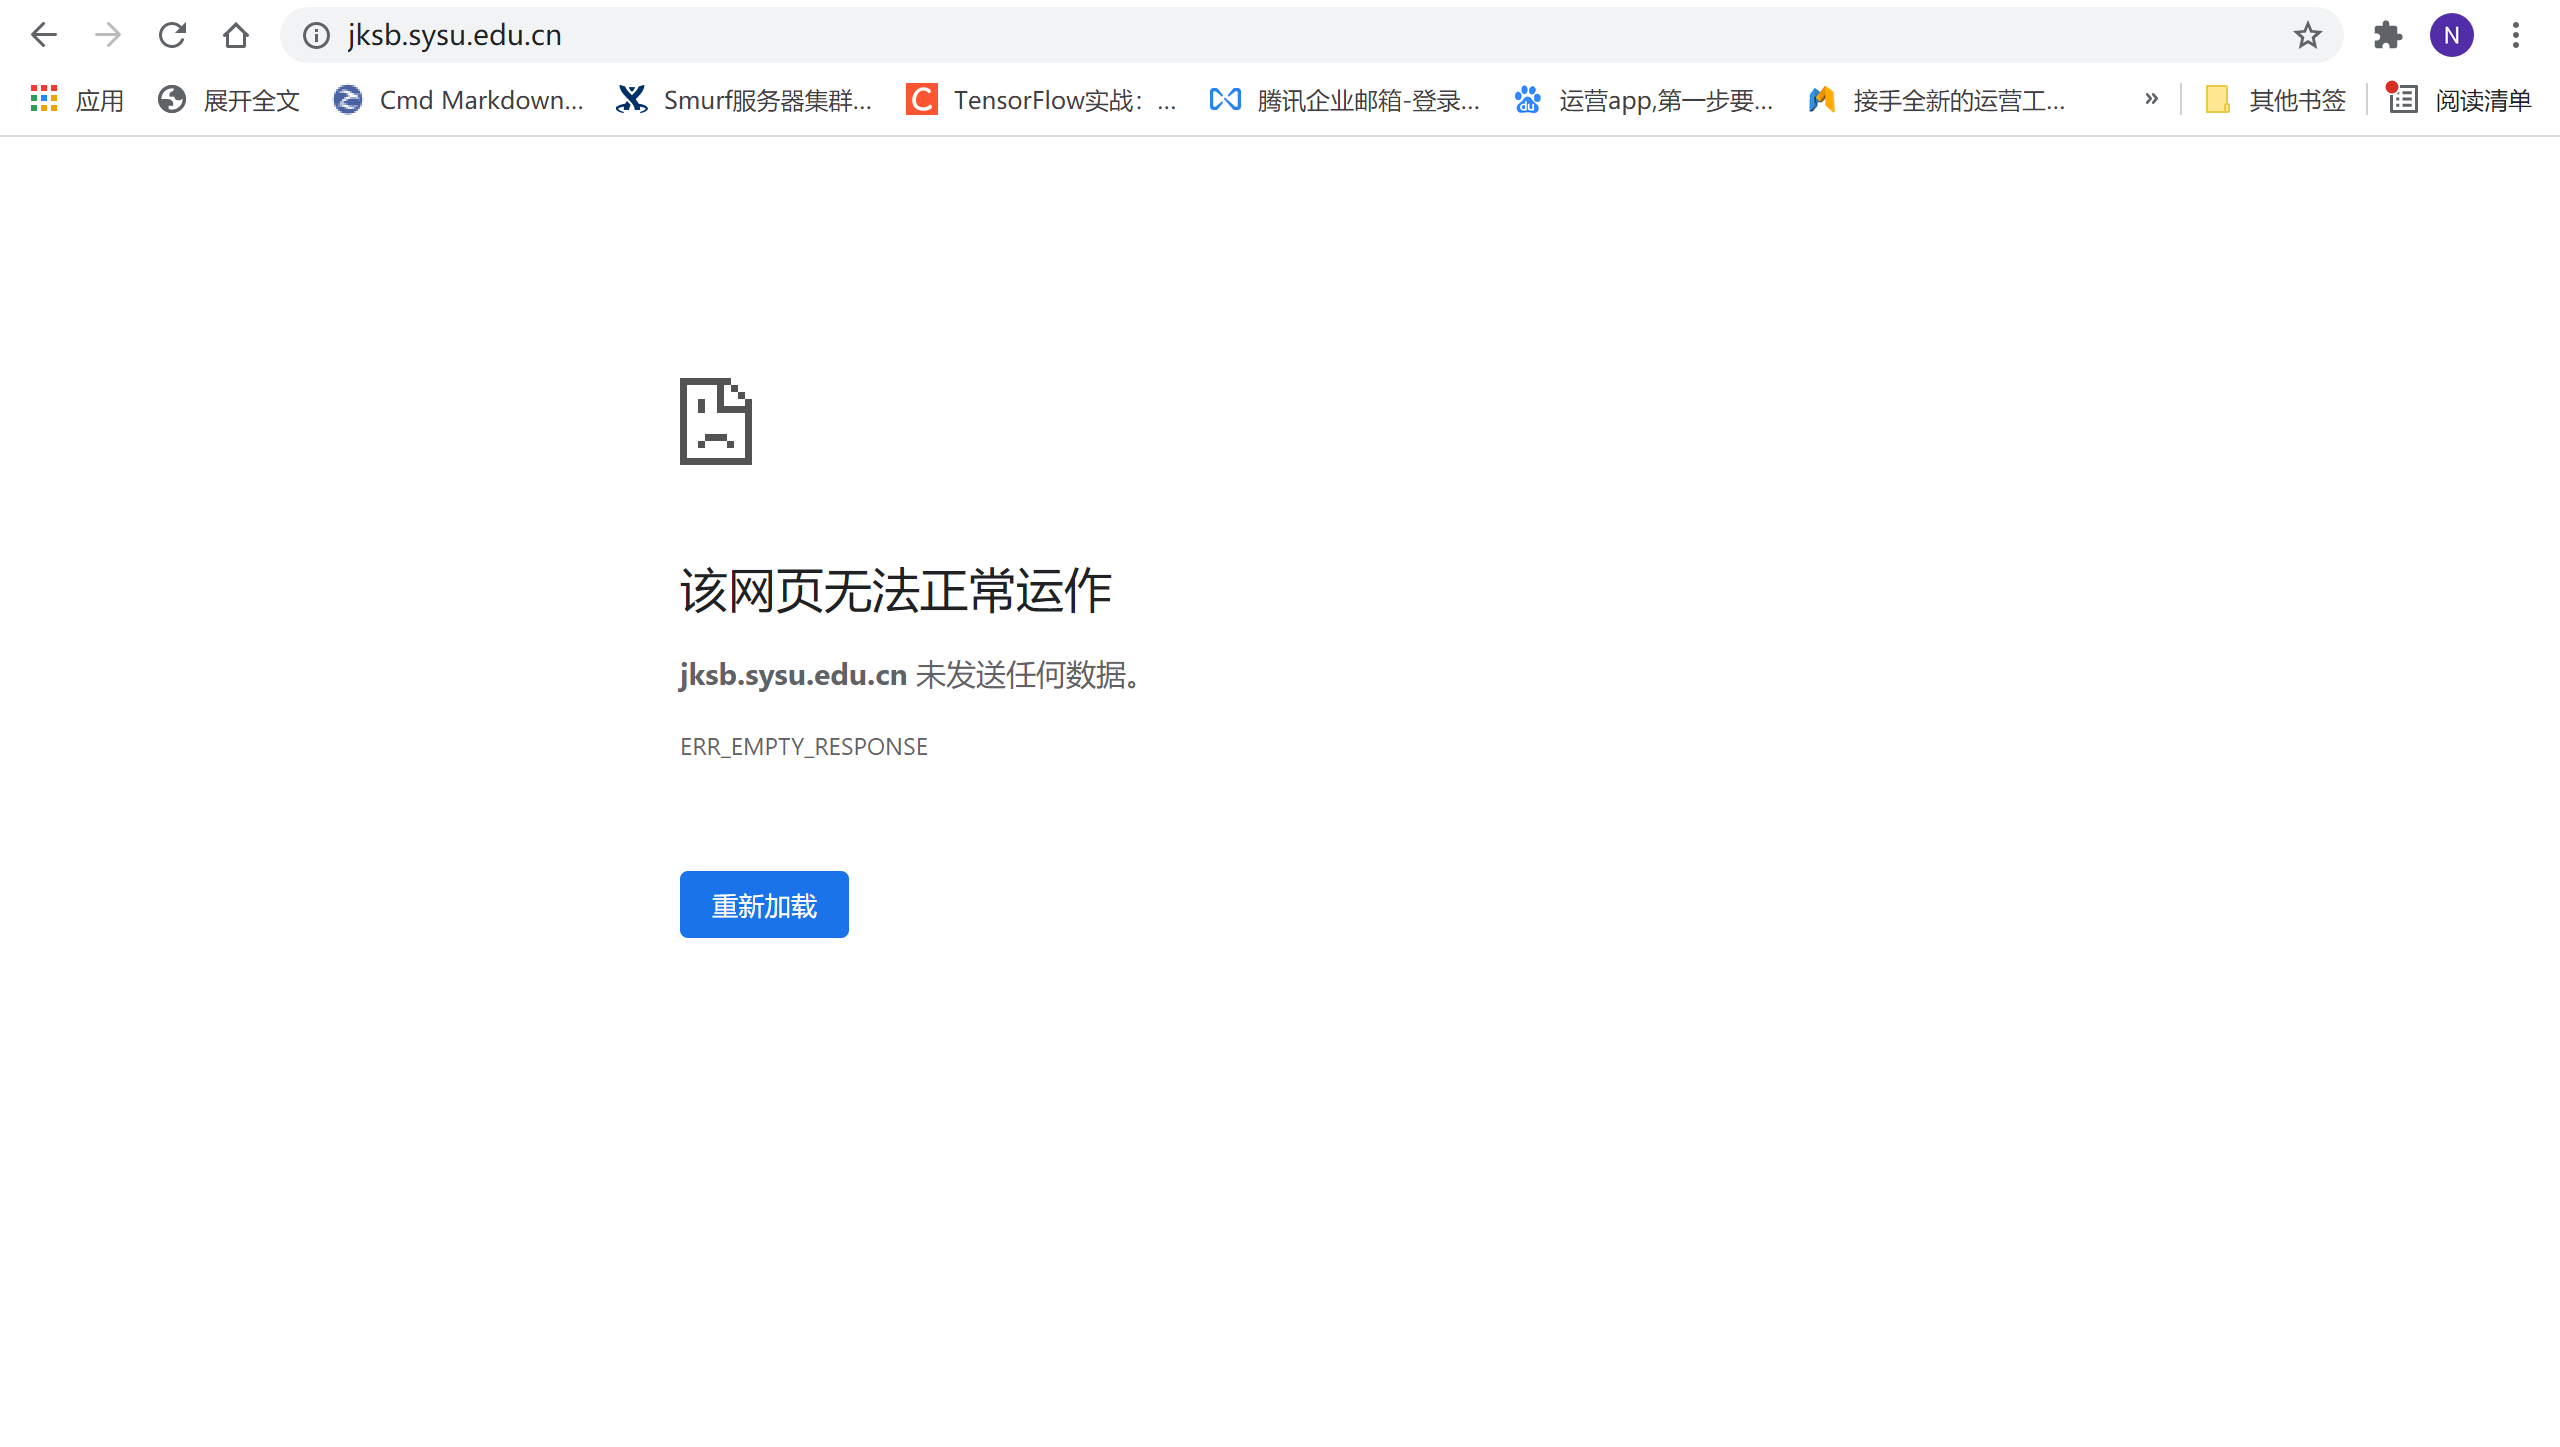 jksb.sysu.edu.cn
N
应用 展开全文 Cmd Markdown... Smurf服务器集群... TensorFlow实战：... 腾讯企业邮箱-登录... 运营app,第一步要... 接手全新的运营工... » 其他书签 阅读清单
该网页无法正常运作
jksb.sysu.edu.cn 未发送任何数据。
ERR_EMPTY_RESPONSE
重新加载